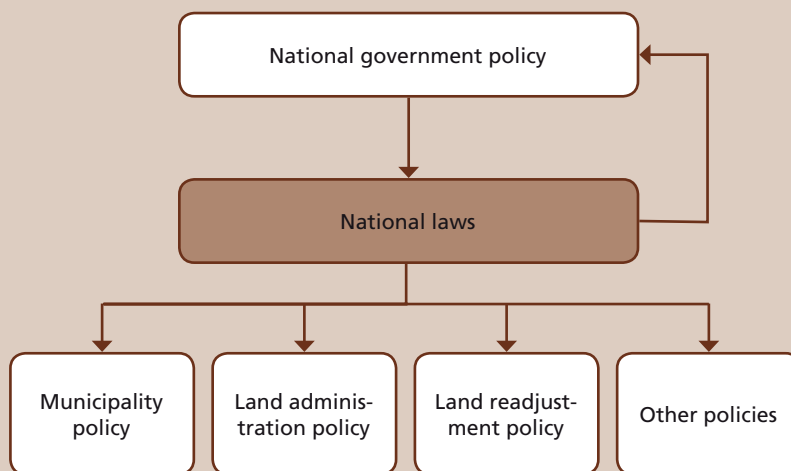 National government policy
National laws
Municipality
policy
Land adminis-
tration policy
Land readjust-
ment policy
Other policies